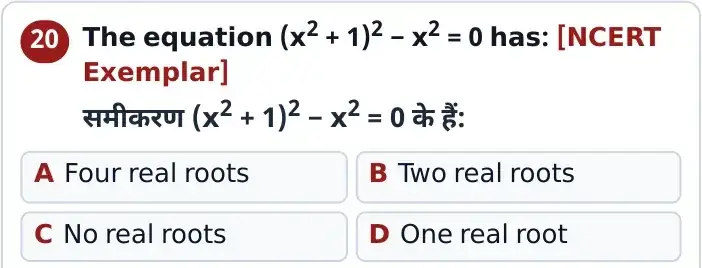 20 The equation (x² + 1)² − x² = 0 has: [NCERT
Exemplar]
समीकरण (x² + 1)² − x² = 0 के हैं:
A Four real roots
B Two real roots
C No real roots
D One real root